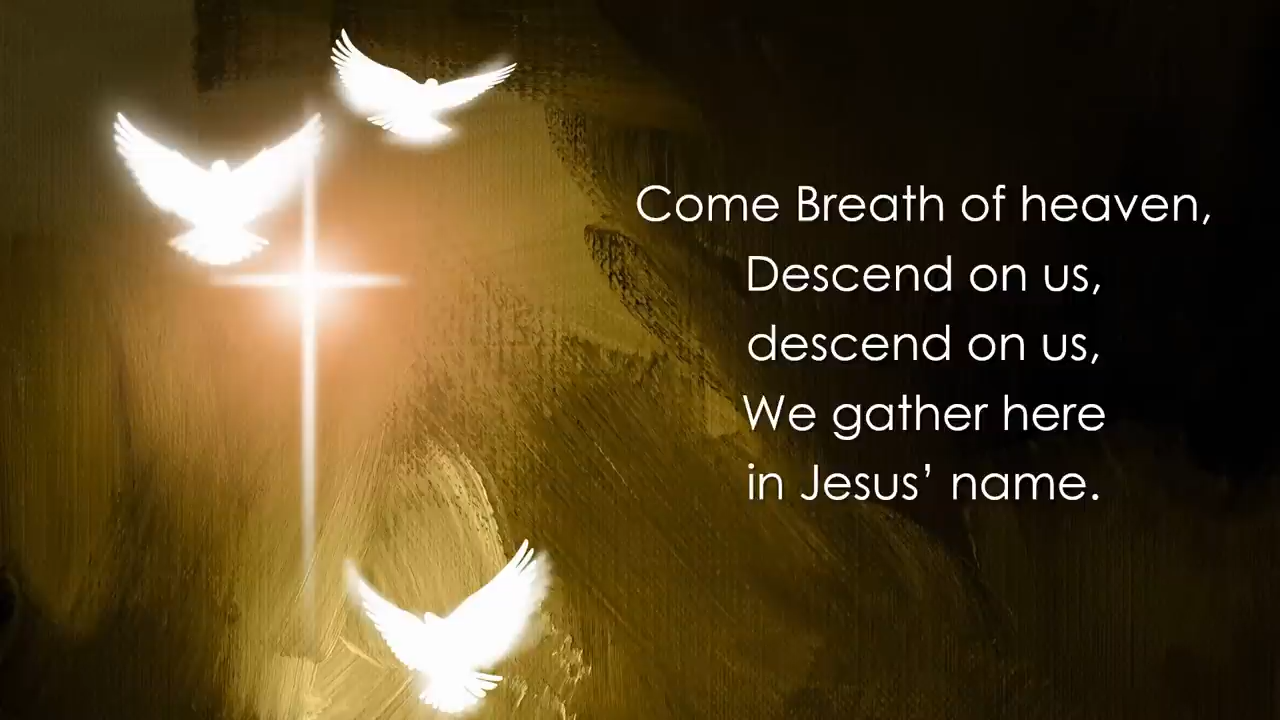 Come Breath of heaven,
Descend on us,
descend on us,
We gather here
in Jesus’ name.